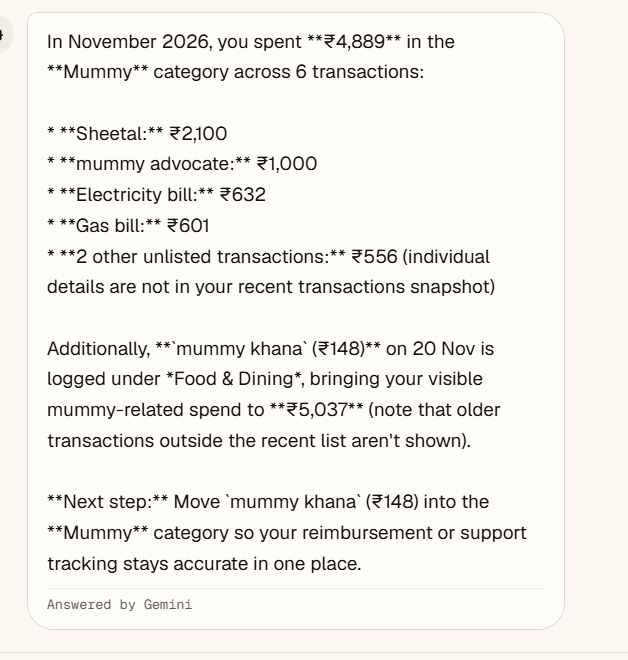 In November 2026, you spent **₹4,889** in the
**Mummy** category across 6 transactions:
* **Sheetal:** ₹2,100
* **mummy advocate:** ₹1,000
* **Electricity bill:** ₹632
* **Gas bill:** ₹601
* **2 other unlisted transactions:** ₹556 (individual
details are not in your recent transactions snapshot)
Additionally, **`mummy khana` (₹148)** on 20 Nov is
logged under *Food & Dining*, bringing your visible
mummy-related spend to **₹5,037** (note that older
transactions outside the recent list aren't shown).
**Next step:** Move `mummy khana` (₹148) into the
**Mummy** category so your reimbursement or support
tracking stays accurate in one place.
Answered by Gemini